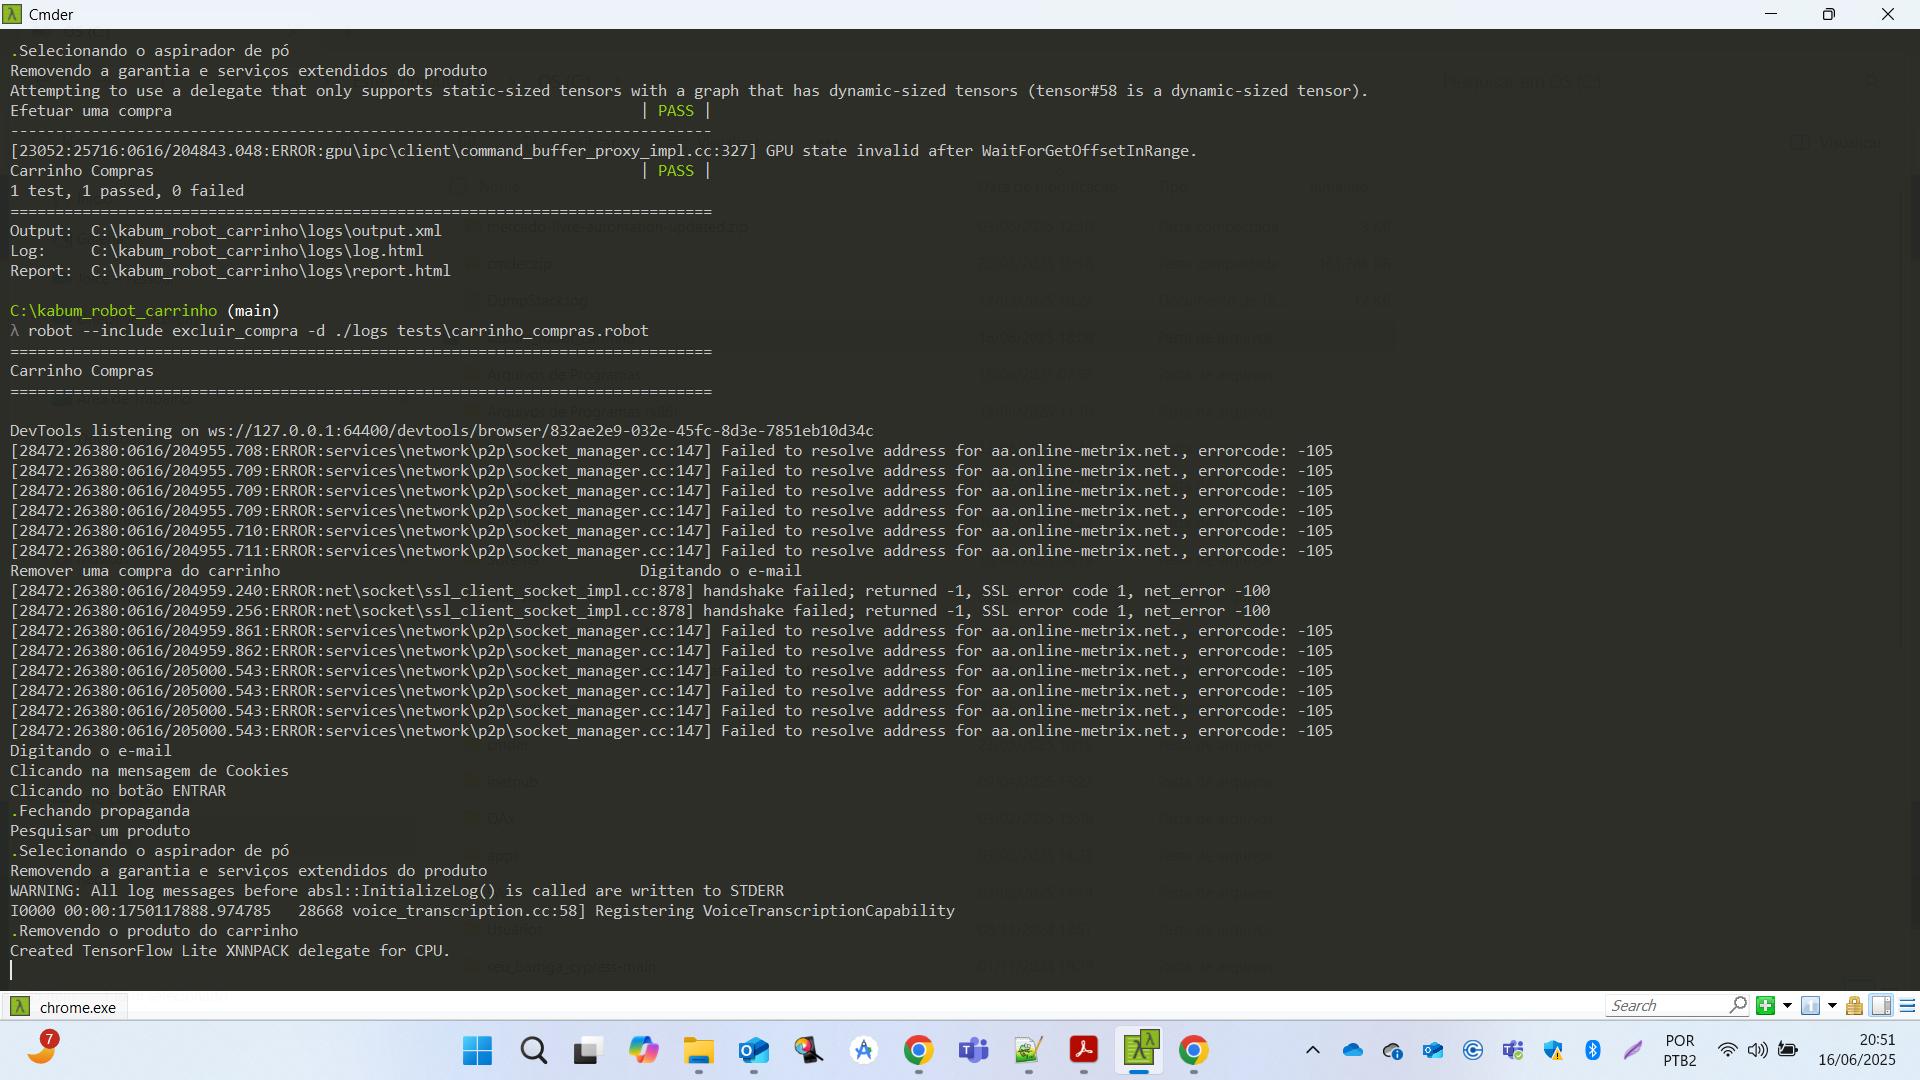 Cmder
.Selecionando o aspirador de pó
Removendo a garantia e serviços extendidos do produto
Attempting to use a delegate that only supports static-sized tensors with a graph that has dynamic-sized tensors (tensor#58 is a dynamic-sized tensor).
Efetuar uma compra | PASS |
------------------------------------------------------------------------------
[23052:25716:0616/204843.048:ERROR:gpu\ipc\client\command_buffer_proxy_impl.cc:327] GPU state invalid after WaitForGetOffsetInRange.
Carrinho Compras | PASS |
1 test, 1 passed, 0 failed
==============================================================================
Output:  C:\kabum_robot_carrinho\logs\output.xml
Log:     C:\kabum_robot_carrinho\logs\log.html
Report:  C:\kabum_robot_carrinho\logs\report.html
C:\kabum_robot_carrinho (main)
λ robot --include excluir_compra -d ./logs tests\carrinho_compras.robot
==============================================================================
Carrinho Compras
==============================================================================
DevTools listening on ws://127.0.0.1:64400/devtools/browser/832ae2e9-032e-45fc-8d3e-7851eb10d34c
[28472:26380:0616/204955.708:ERROR:services\network\p2p\socket_manager.cc:147] Failed to resolve address for aa.online-metrix.net., errorcode: -105
[28472:26380:0616/204955.709:ERROR:services\network\p2p\socket_manager.cc:147] Failed to resolve address for aa.online-metrix.net., errorcode: -105
[28472:26380:0616/204955.709:ERROR:services\network\p2p\socket_manager.cc:147] Failed to resolve address for aa.online-metrix.net., errorcode: -105
[28472:26380:0616/204955.709:ERROR:services\network\p2p\socket_manager.cc:147] Failed to resolve address for aa.online-metrix.net., errorcode: -105
[28472:26380:0616/204955.710:ERROR:services\network\p2p\socket_manager.cc:147] Failed to resolve address for aa.online-metrix.net., errorcode: -105
[28472:26380:0616/204955.711:ERROR:services\network\p2p\socket_manager.cc:147] Failed to resolve address for aa.online-metrix.net., errorcode: -105
Remover uma compra do carrinho Digitando o e-mail
[28472:26380:0616/204959.240:ERROR:net\socket\ssl_client_socket_impl.cc:878] handshake failed; returned -1, SSL error code 1, net_error -100
[28472:26380:0616/204959.256:ERROR:net\socket\ssl_client_socket_impl.cc:878] handshake failed; returned -1, SSL error code 1, net_error -100
[28472:26380:0616/204959.861:ERROR:services\network\p2p\socket_manager.cc:147] Failed to resolve address for aa.online-metrix.net., errorcode: -105
[28472:26380:0616/204959.862:ERROR:services\network\p2p\socket_manager.cc:147] Failed to resolve address for aa.online-metrix.net., errorcode: -105
[28472:26380:0616/205000.543:ERROR:services\network\p2p\socket_manager.cc:147] Failed to resolve address for aa.online-metrix.net., errorcode: -105
[28472:26380:0616/205000.543:ERROR:services\network\p2p\socket_manager.cc:147] Failed to resolve address for aa.online-metrix.net., errorcode: -105
[28472:26380:0616/205000.543:ERROR:services\network\p2p\socket_manager.cc:147] Failed to resolve address for aa.online-metrix.net., errorcode: -105
[28472:26380:0616/205000.543:ERROR:services\network\p2p\socket_manager.cc:147] Failed to resolve address for aa.online-metrix.net., errorcode: -105
Digitando o e-mail
Clicando na mensagem de Cookies
Clicando no botão ENTRAR
.Fechando propaganda
Pesquisar um produto
.Selecionando o aspirador de pó
Removendo a garantia e serviços extendidos do produto
WARNING: All log messages before absl::InitializeLog() is called are written to STDERR
I0000 00:00:1750117888.974785   28668 voice_transcription.cc:58] Registering VoiceTranscriptionCapability
.Removendo o produto do carrinho
Created TensorFlow Lite XNNPACK delegate for CPU.
chrome.exe
Search
7
POR
PTB2
20:51
16/06/2025